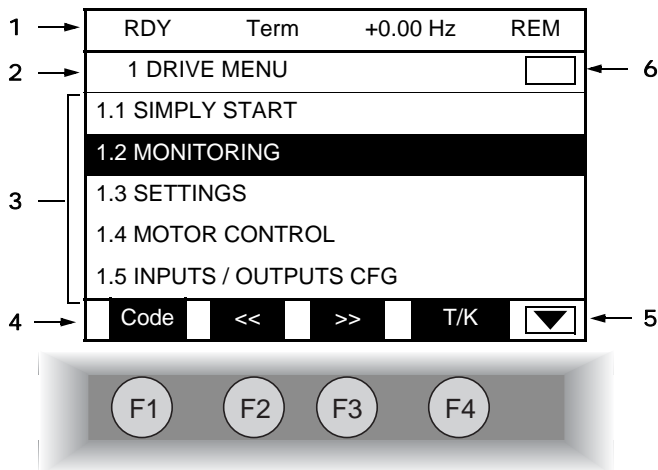 1 RDY Term +0.00 Hz REM
2 1 DRIVE MENU 6
1.1 SIMPLY START
1.2 MONITORING
3 1.3 SETTINGS
1.4 MOTOR CONTROL
1.5 INPUTS / OUTPUTS CFG
4 Code << >> T/K 5
F1 F2 F3 F4